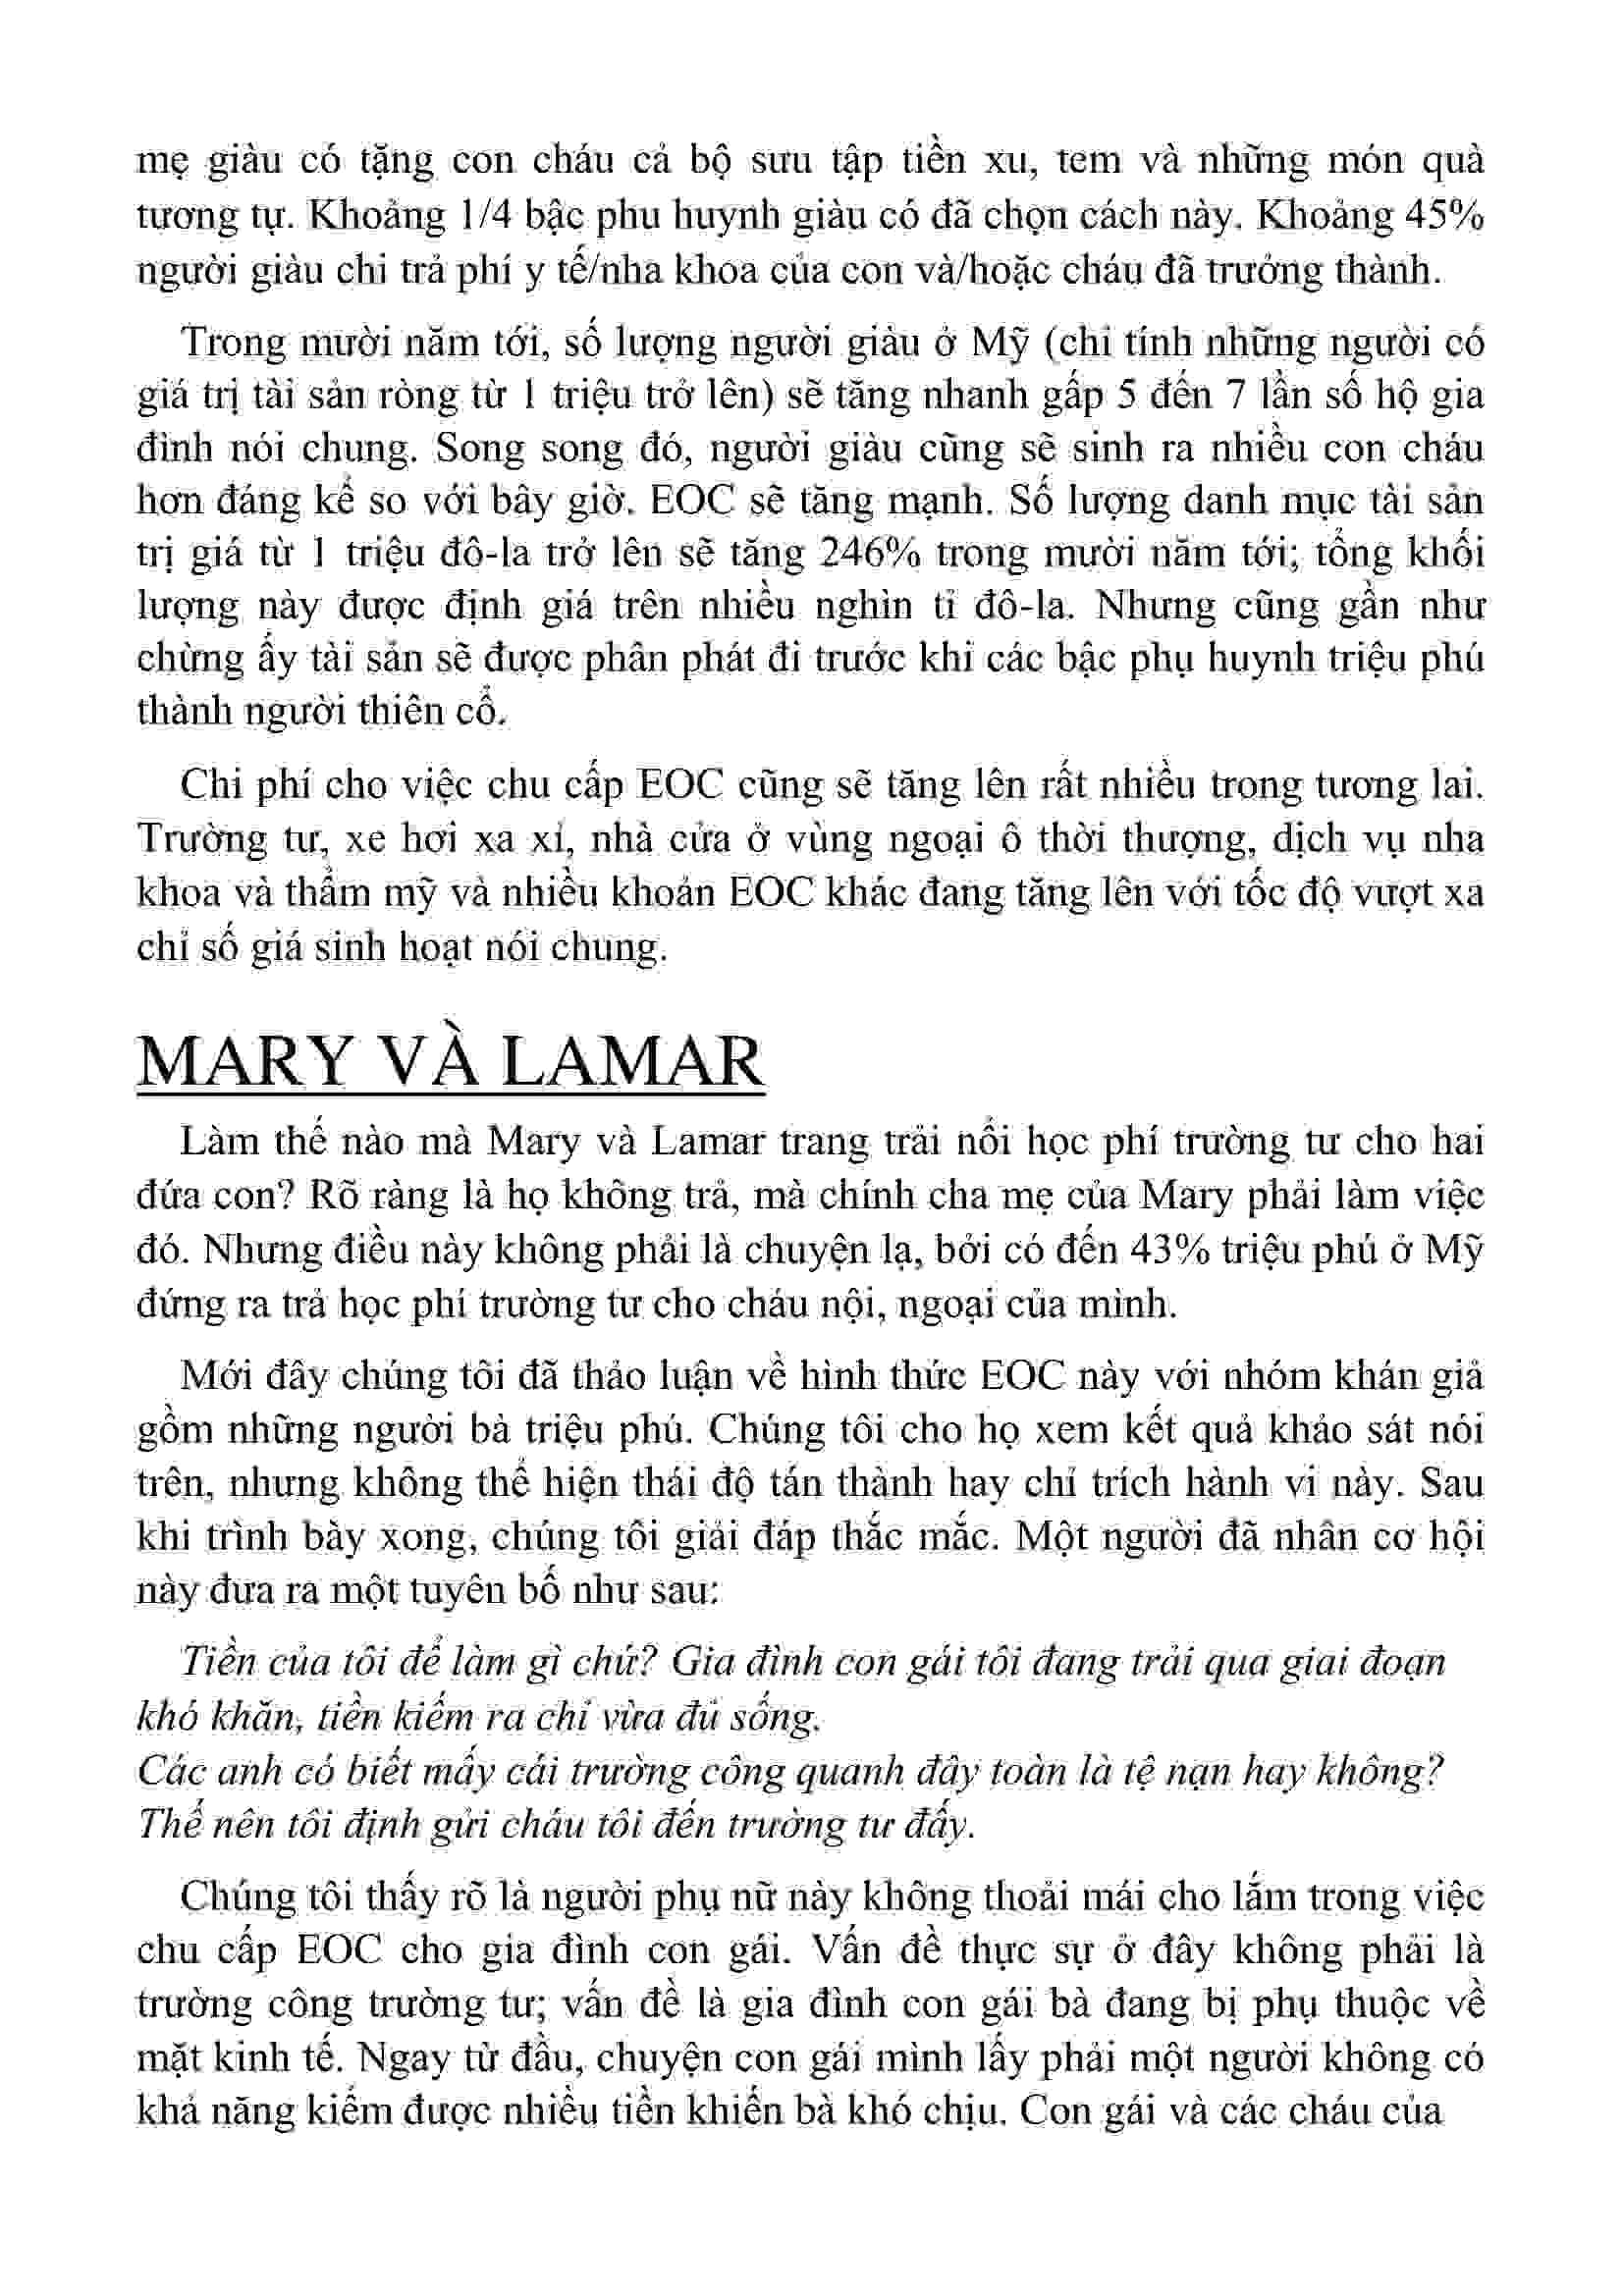 mẹ giàu có tặng con cháu cả bộ sưu tập tiền xu, tem và những món quà
tương tự. Khoảng 1/4 bậc phu huynh giàu có đã chọn cách này. Khoảng 45%
người giàu chi trả phí y tế/nha khoa của con và/hoặc cháu đã trưởng thành.
Trong mười năm tới, số lượng người giàu ở Mỹ (chỉ tính những người có
giá trị tài sản ròng từ 1 triệu trở lên) sẽ tăng nhanh gấp 5 đến 7 lần số hộ gia
đình nói chung. Song song đó, người giàu cũng sẽ sinh ra nhiều con cháu
hơn đáng kể so với bây giờ. EOC sẽ tăng mạnh. Số lượng danh mục tài sản
trị giá từ 1 triệu đô-la trở lên sẽ tăng 246% trong mười năm tới; tổng khối
lượng này được định giá trên nhiều nghìn tỉ đô-la. Nhưng cũng gần như
chừng ấy tài sản sẽ được phân phát đi trước khi các bậc phụ huynh triệu phú
thành người thiên cổ.
Chi phí cho việc chu cấp EOC cũng sẽ tăng lên rất nhiều trong tương lai.
Trường tư, xe hơi xa xỉ, nhà cửa ở vùng ngoại ô thời thượng, dịch vụ nha
khoa và thẩm mỹ và nhiều khoản EOC khác đang tăng lên với tốc độ vượt xa
chỉ số giá sinh hoạt nói chung.
MARY VÀ LAMAR
Làm thế nào mà Mary và Lamar trang trải nổi học phí trường tư cho hai
đứa con? Rõ ràng là họ không trả, mà chính cha mẹ của Mary phải làm việc
đó. Nhưng điều này không phải là chuyện lạ, bởi có đến 43% triệu phú ở Mỹ
đứng ra trả học phí trường tư cho cháu nội, ngoại của mình.
Mới đây chúng tôi đã thảo luận về hình thức EOC này với nhóm khán giả
gồm những người bà triệu phú. Chúng tôi cho họ xem kết quả khảo sát nói
trên, nhưng không thể hiện thái độ tán thành hay chỉ trích hành vi này. Sau
khi trình bày xong, chúng tôi giải đáp thắc mắc. Một người đã nhân cơ hội
này đưa ra một tuyên bố như sau:
Tiền của tôi để làm gì chứ? Gia đình con gái tôi đang trải qua giai đoạn
khó khăn, tiền kiếm ra chỉ vừa đủ sống.
Các anh có biết mấy cái trường công quanh đây toàn là tệ nạn hay không?
Thế nên tôi định gửi cháu tôi đến trường tư đấy.
Chúng tôi thấy rõ là người phụ nữ này không thoải mái cho lắm trong việc
chu cấp EOC cho gia đình con gái. Vấn đề thực sự ở đây không phải là
trường công trường tư; vấn đề là gia đình con gái bà đang bị phụ thuộc về
mặt kinh tế. Ngay từ đầu, chuyện con gái mình lấy phải một người không có
khả năng kiếm được nhiều tiền khiến bà khó chịu. Con gái và các cháu của